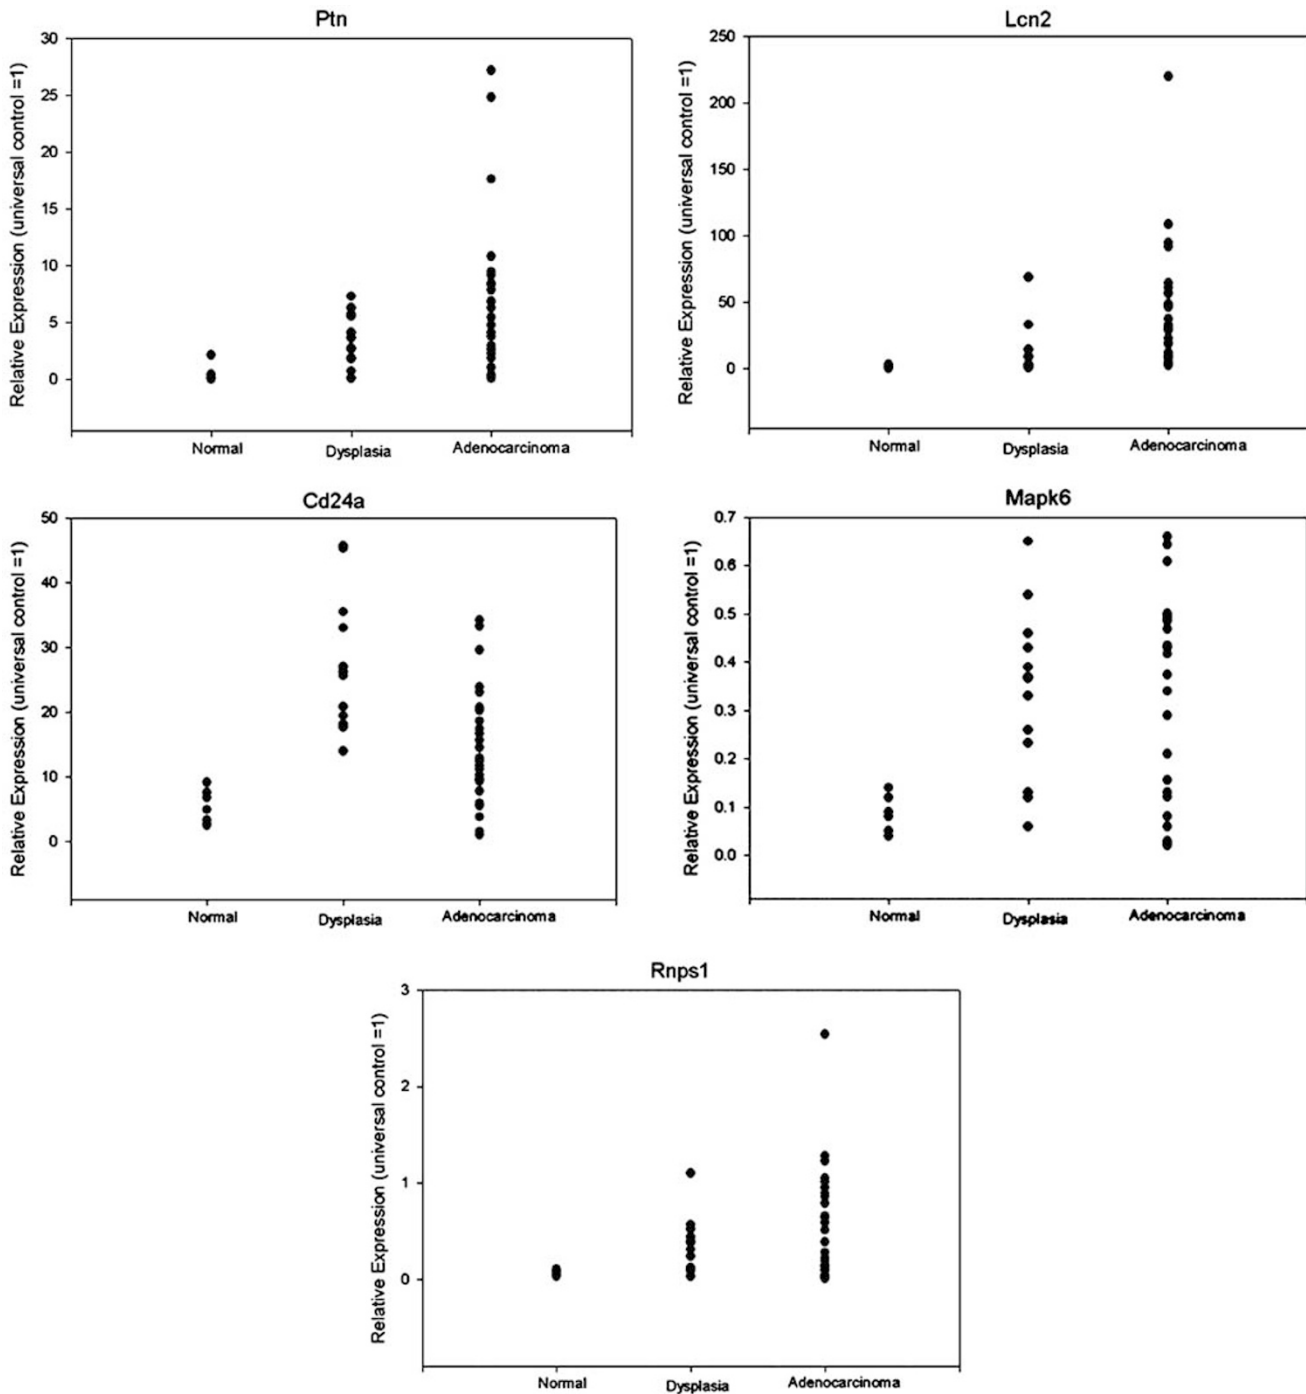 Ptn
Relative Expression (universal control =1)
30
25
20
15
10
5
0
Normal
Dysplasia
Adenocarcinoma
Lcn2
Relative Expression (universal control =1)
250
200
150
100
50
0
Normal
Dysplasia
Adenocarcinoma
Cd24a
Relative Expression (universal control =1)
50
40
30
20
10
0
Normal
Dysplasia
Adenocarcinoma
Mapk6
Relative Expression (universal control =1)
0.7
0.6
0.5
0.4
0.3
0.2
0.1
0.0
Normal
Dysplasia
Adenocarcinoma
Rnps1
Relative Expression (universal control =1)
3
2
1
0
Normal
Dysplasia
Adenocarcinoma